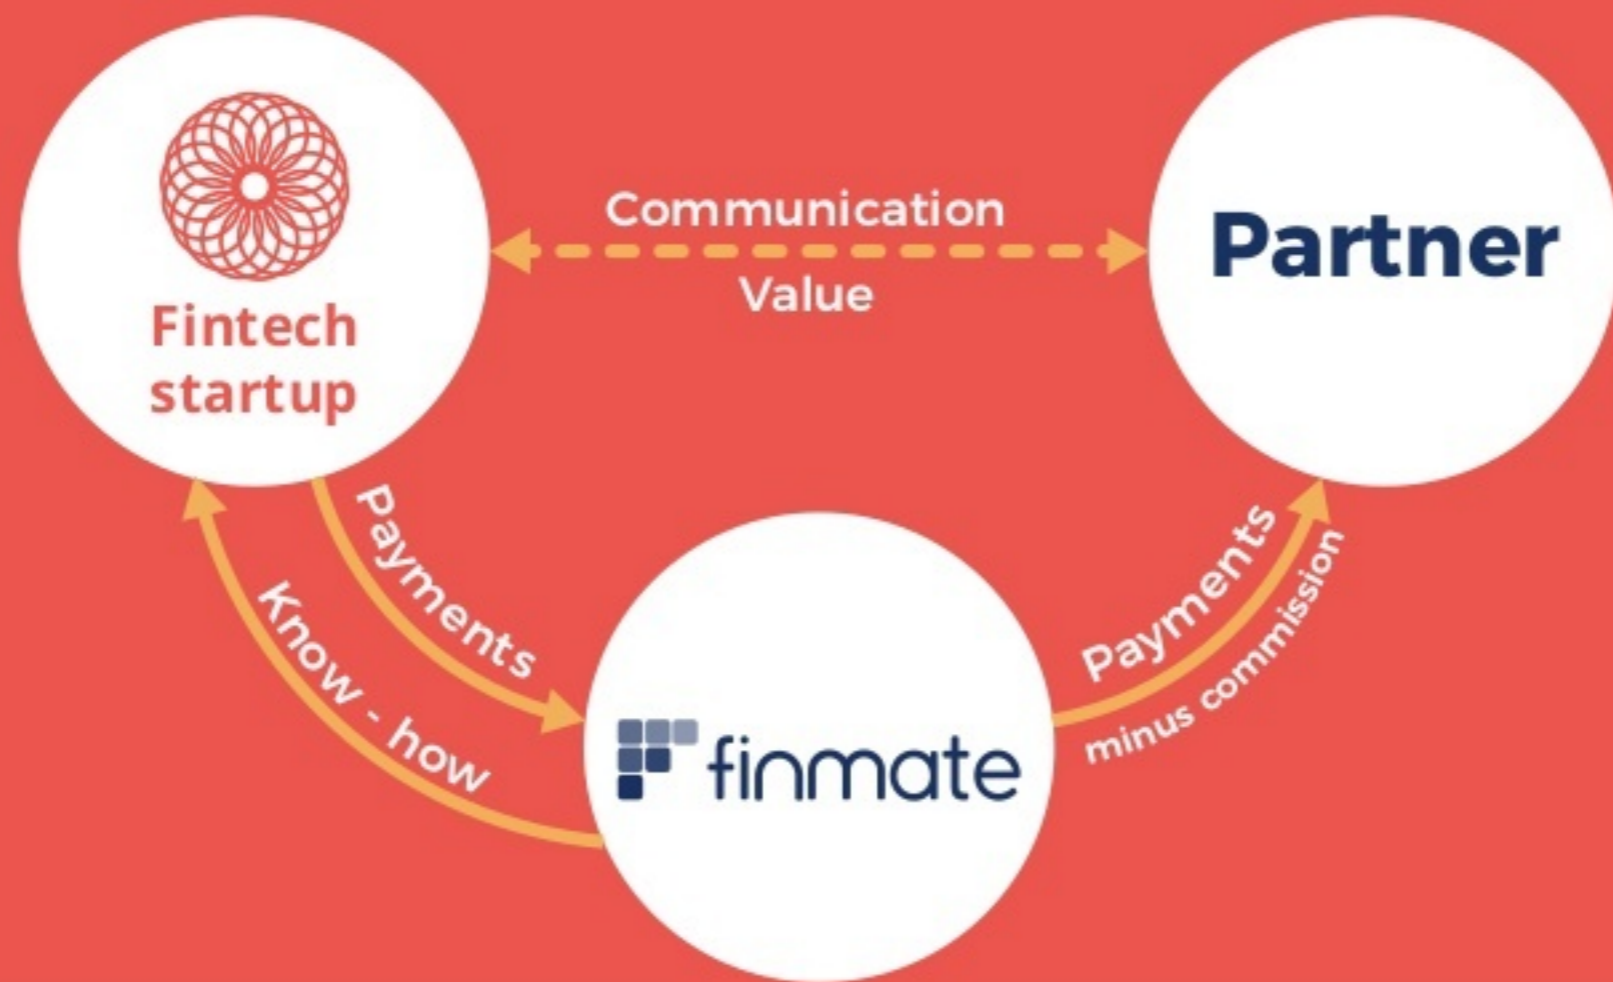 Communication
Value
Partner
Fintech
startup
Payments
Know - how
finmate
Payments
minus commission